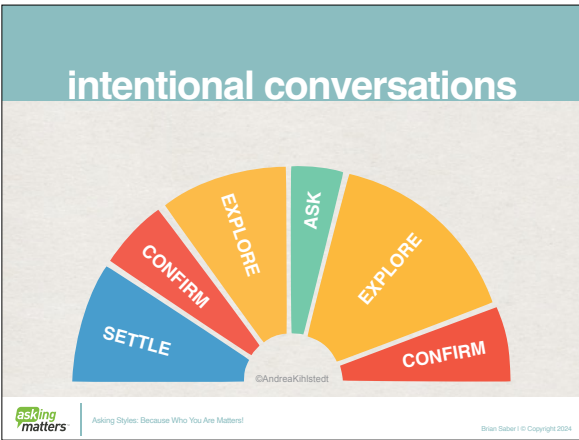 intentional conversations
SETTLE
CONFIRM
EXPLORE
ASK
EXPLORE
CONFIRM
©AndreaKihlstedt
asking
matters™
Asking Styles: Because Who You Are Matters!
Brian Saber I © Copyright 2024